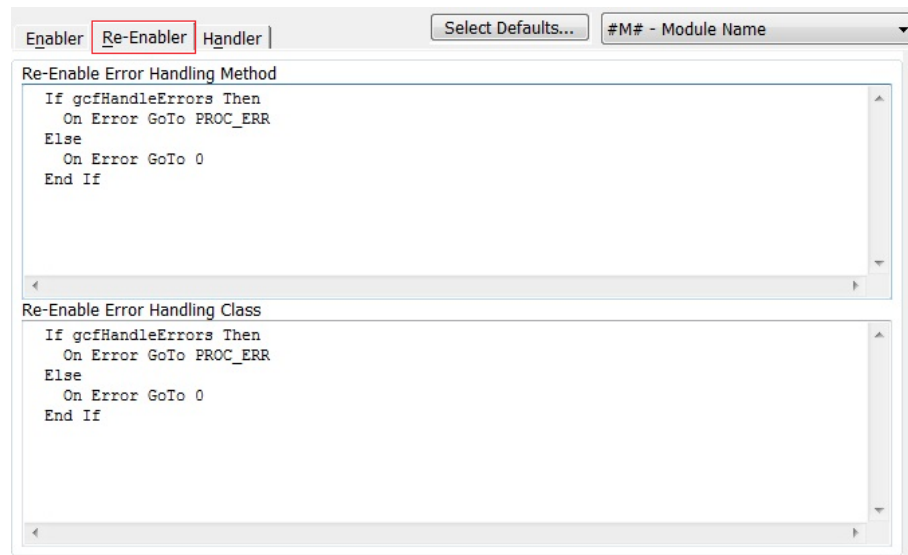 Enabler Re-Enabler Handler Select Defaults... #M# - Module Name
Re-Enable Error Handling Method
If gcfHandleErrors Then
On Error GoTo PROC_ERR
Else
On Error GoTo 0
End If
Re-Enable Error Handling Class
If gcfHandleErrors Then
On Error GoTo PROC_ERR
Else
On Error GoTo 0
End If